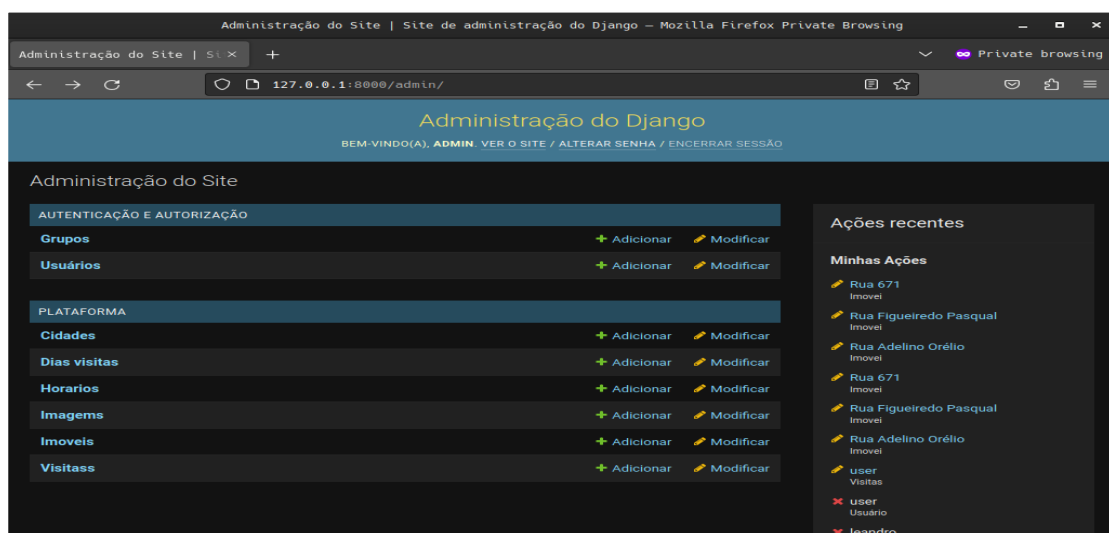 Administração do Site | Site de administração do Django — Mozilla Firefox Private Browsing
Administração do Site | Si
Private browsing
127.0.0.1:8000/admin/
Administração do Django
BEM-VINDO(A), ADMIN. VER O SITE / ALTERAR SENHA / ENCERRAR SESSÃO
Administração do Site
AUTENTICAÇÃO E AUTORIZAÇÃO
Grupos Adicionar Modificar
Usuários Adicionar Modificar
PLATAFORMA
Cidades Adicionar Modificar
Dias visitas Adicionar Modificar
Horarios Adicionar Modificar
Imagems Adicionar Modificar
Imoveis Adicionar Modificar
Visitass Adicionar Modificar
Ações recentes
Minhas Ações
Rua 671
Imovei
Rua Figueiredo Pasqual
Imovei
Rua Adelino Orélio
Imovei
Rua 671
Imovei
Rua Figueiredo Pasqual
Imovei
Rua Adelino Orélio
Imovei
user
Visitas
user
Usuário
leandro